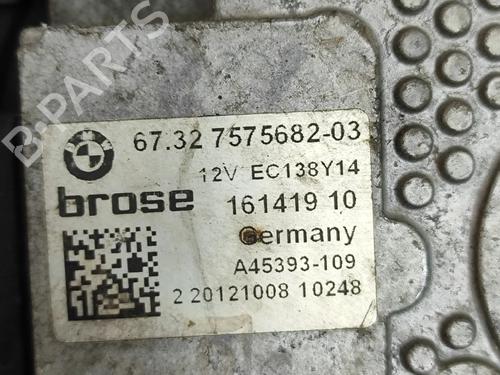 B-PARTS
67.32 7575682-03
12V EC138Y14
brose 161419 10
Germany
A45393-109
2 20121008 10248